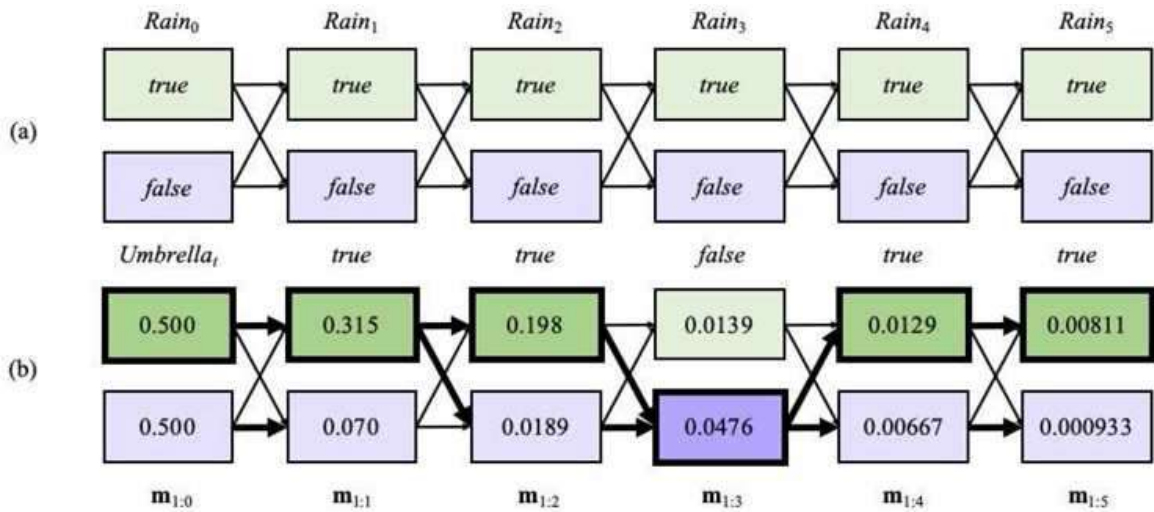 Rain₀ Rain₁ Rain₂ Rain₃ Rain₄ Rain₅
true true true true true true
(a)
false false false false false false
Umbrellaₜ true true false true true
0.500 0.315 0.198 0.0139 0.0129 0.00811
(b)
0.500 0.070 0.0189 0.0476 0.00667 0.000933
m₁:₀ m₁:₁ m₁:₂ m₁:₃ m₁:₄ m₁:₅